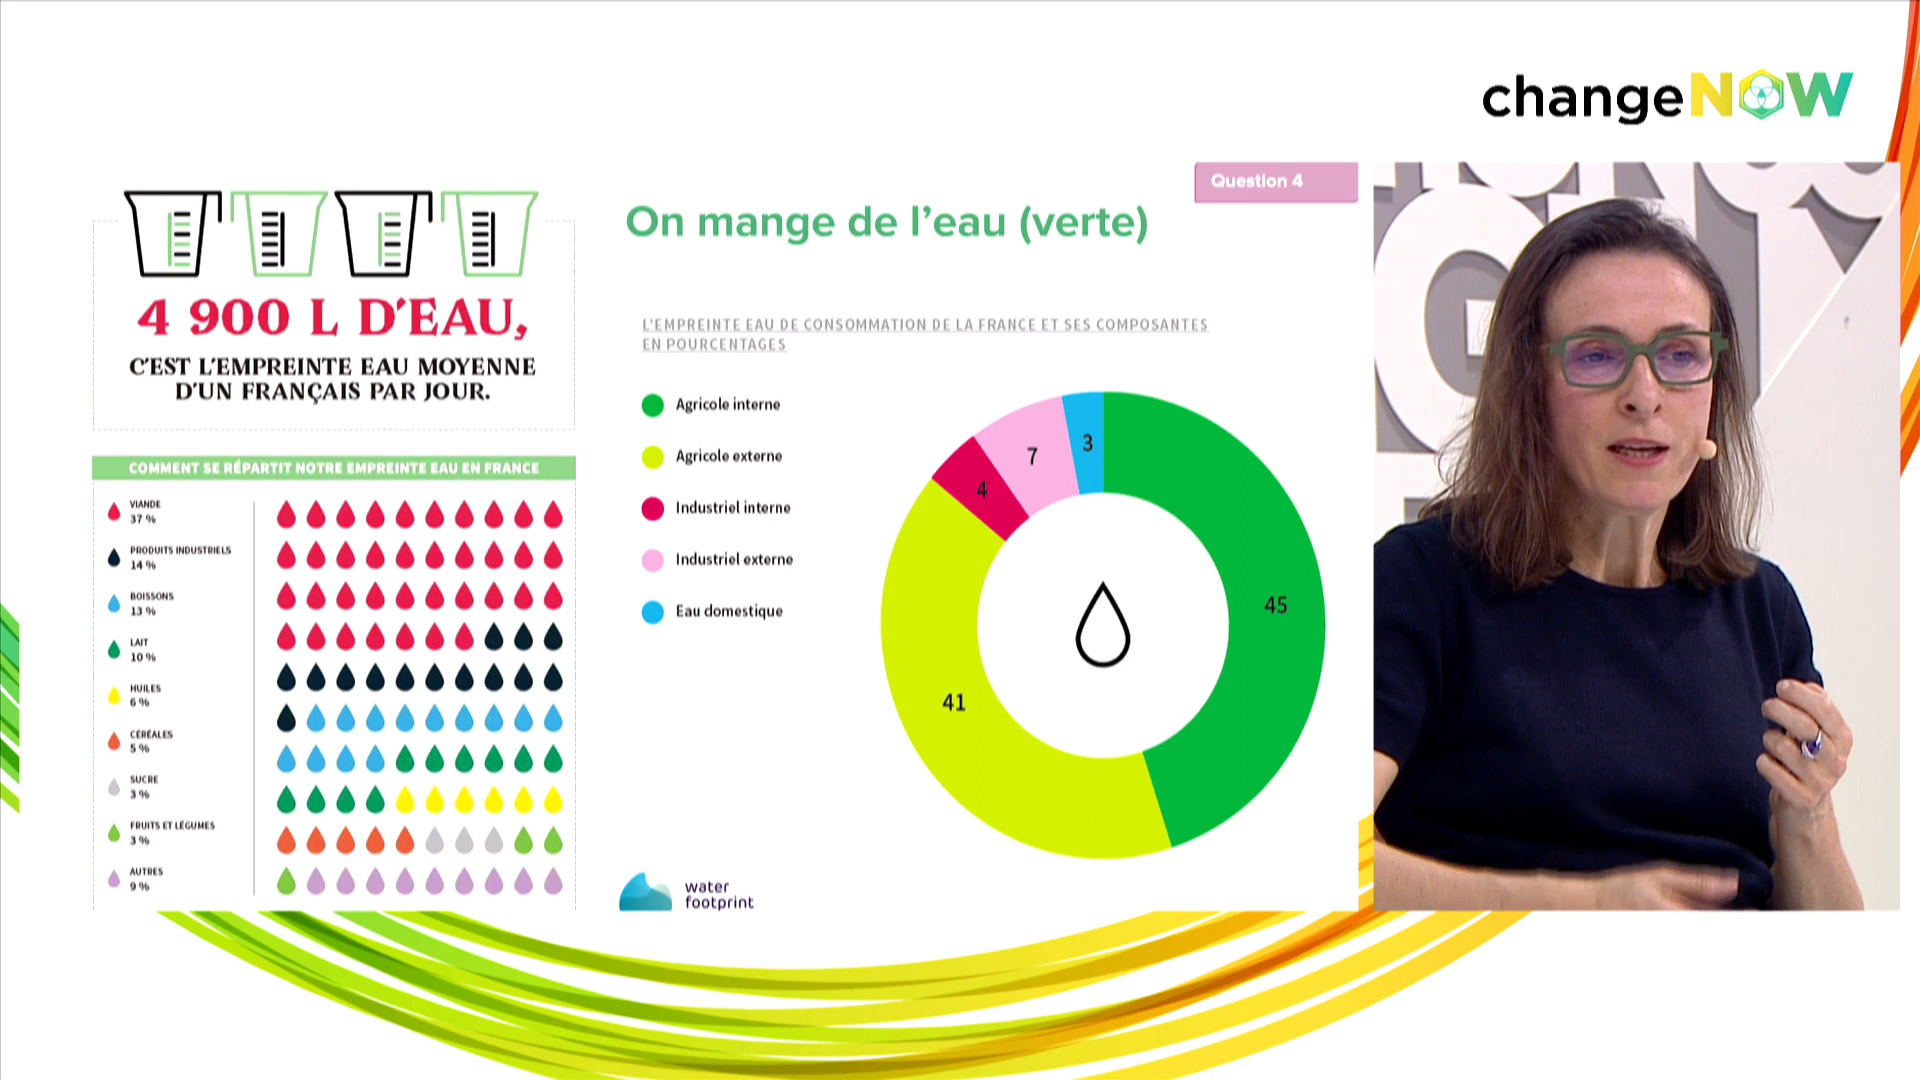 changeNOW
Question 4
4 900 L D'EAU,
C'EST L'EMPREINTE EAU MOYENNE
D'UN FRANÇAIS PAR JOUR.
COMMENT SE RÉPARTIT NOTRE EMPREINTE EAU EN FRANCE
VIANDE
37 %
PRODUITS INDUSTRIELS
14 %
BOISSONS
13 %
LAIT
10 %
HUILES
6 %
CÉRÉALES
5 %
SUCRE
3 %
FRUITS ET LÉGUMES
3 %
AUTRES
9 %
On mange de l'eau (verte)
L'EMPREINTE EAU DE CONSOMMATION DE LA FRANCE ET SES COMPOSANTES
EN POURCENTAGES
Agricole interne
Agricole externe
Industriel interne
Industriel externe
Eau domestique
3
7
4
45
41
water
footprint